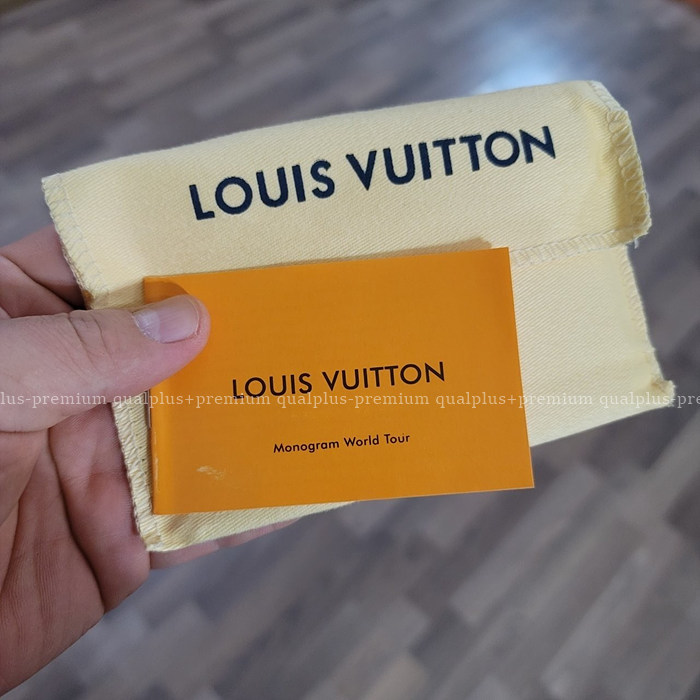 LOUIS VUITTON
LOUIS VUITTON
lus-premium qualplus+premium qualplus-premium qualplus+premium qualplus-pre
Monogram World Tour